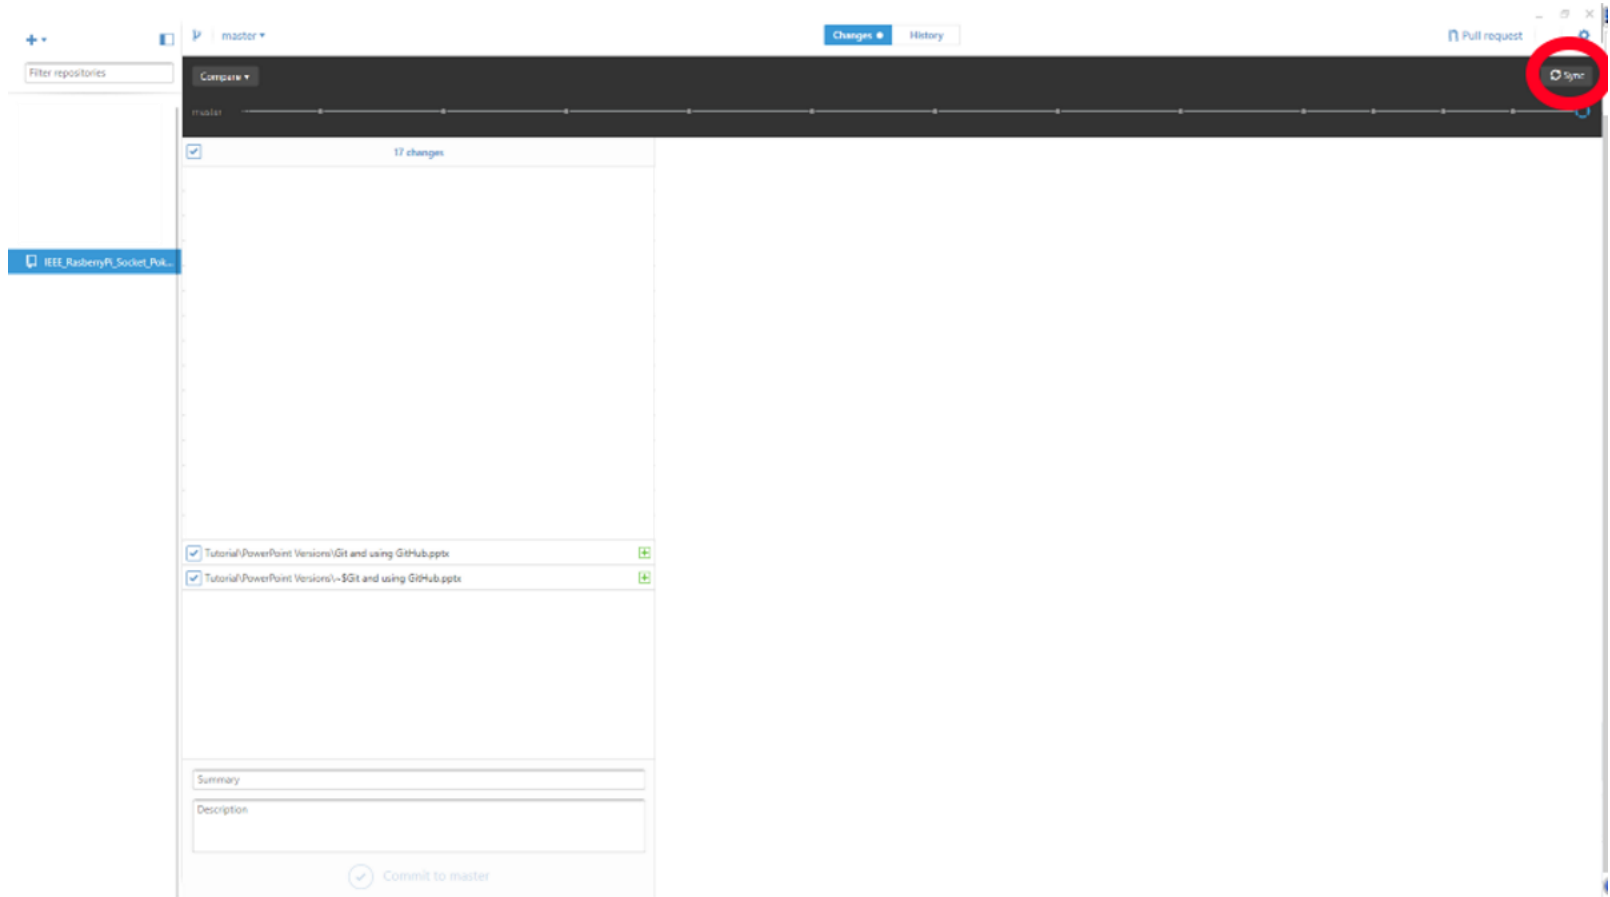 master
Changes
History
Pull request
Filter repositories
Compare
Sync
master
17 changes
IEEE_RasberryPi_Socket_Pok...
Tutorial\PowerPoint Versions\Git and using GitHub.pptx
Tutorial\PowerPoint Versions\~$Git and using GitHub.pptx
Summary
Description
Commit to master